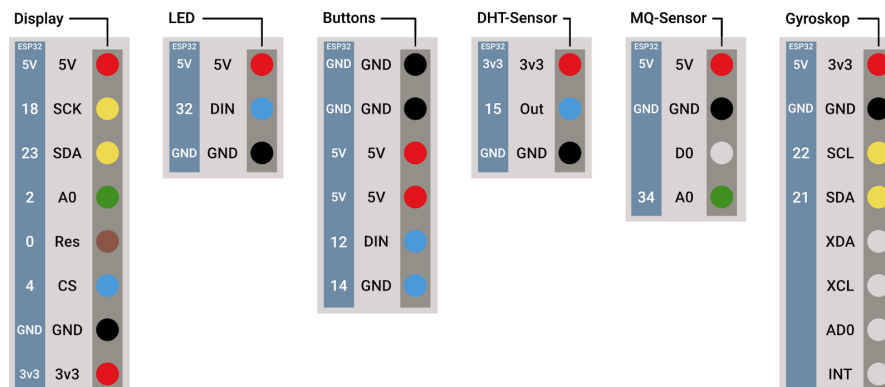 Display
ESP32
5V 5V
18 SCK
23 SDA
2 A0
0 Res
4 CS
GND GND
3v3 3v3
LED
ESP32
5V 5V
32 DIN
GND GND
Buttons
ESP32
GND GND
GND GND
5V 5V
5V 5V
12 DIN
14 GND
DHT-Sensor
ESP32
3v3 3v3
15 Out
GND GND
MQ-Sensor
ESP32
5V 5V
GND GND
D0
34 A0
Gyroskop
ESP32
5V 3v3
GND GND
22 SCL
21 SDA
XDA
XCL
AD0
INT